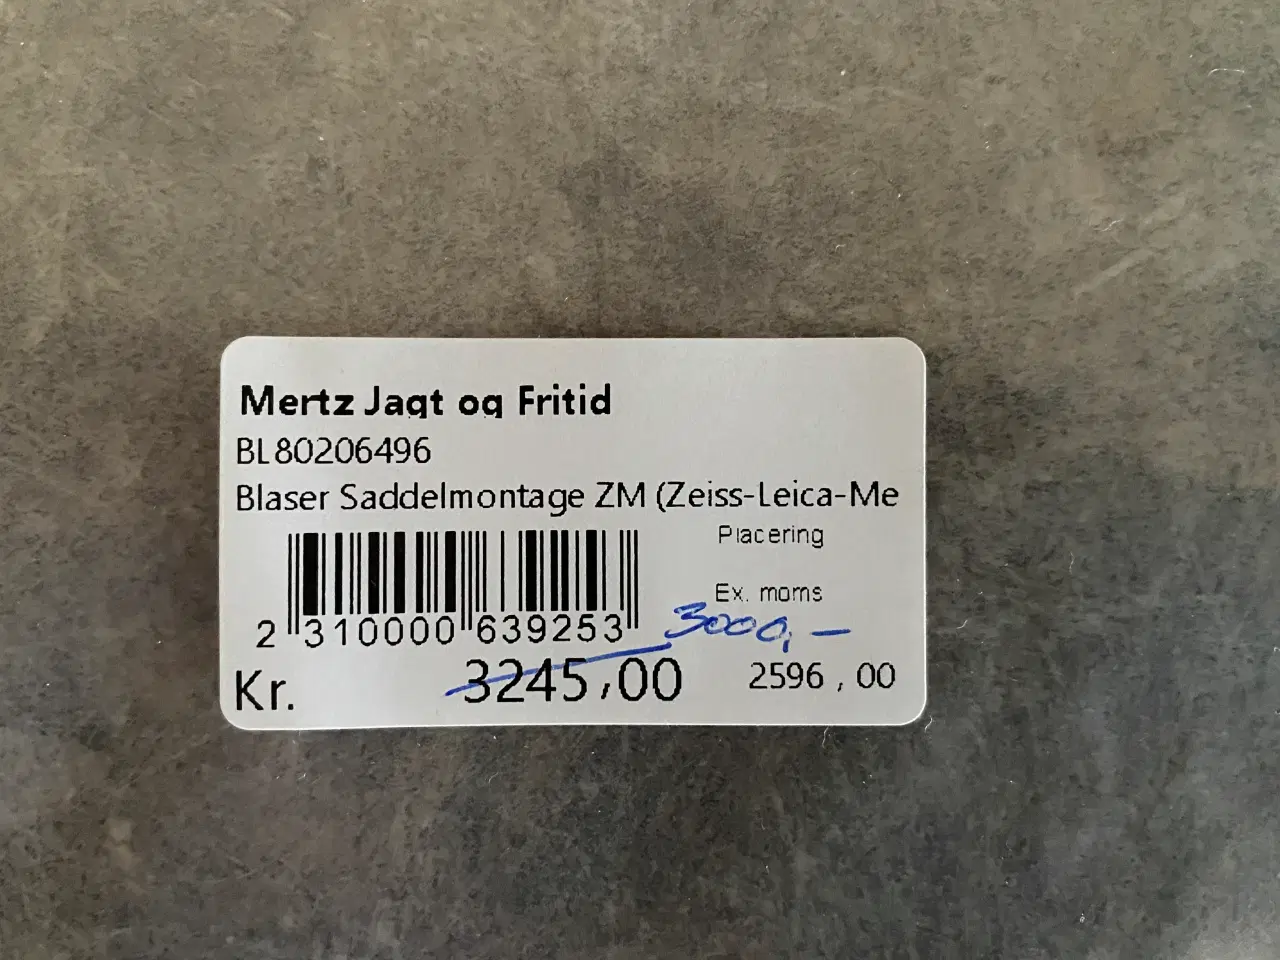 Mertz Jagt og Fritid
BL80206496
Blaser Saddelmontage ZM (Zeiss-Leica-Me
Placering
Ex. moms
2 310000 639253
3000,-
Kr. 3245,00 2596,00